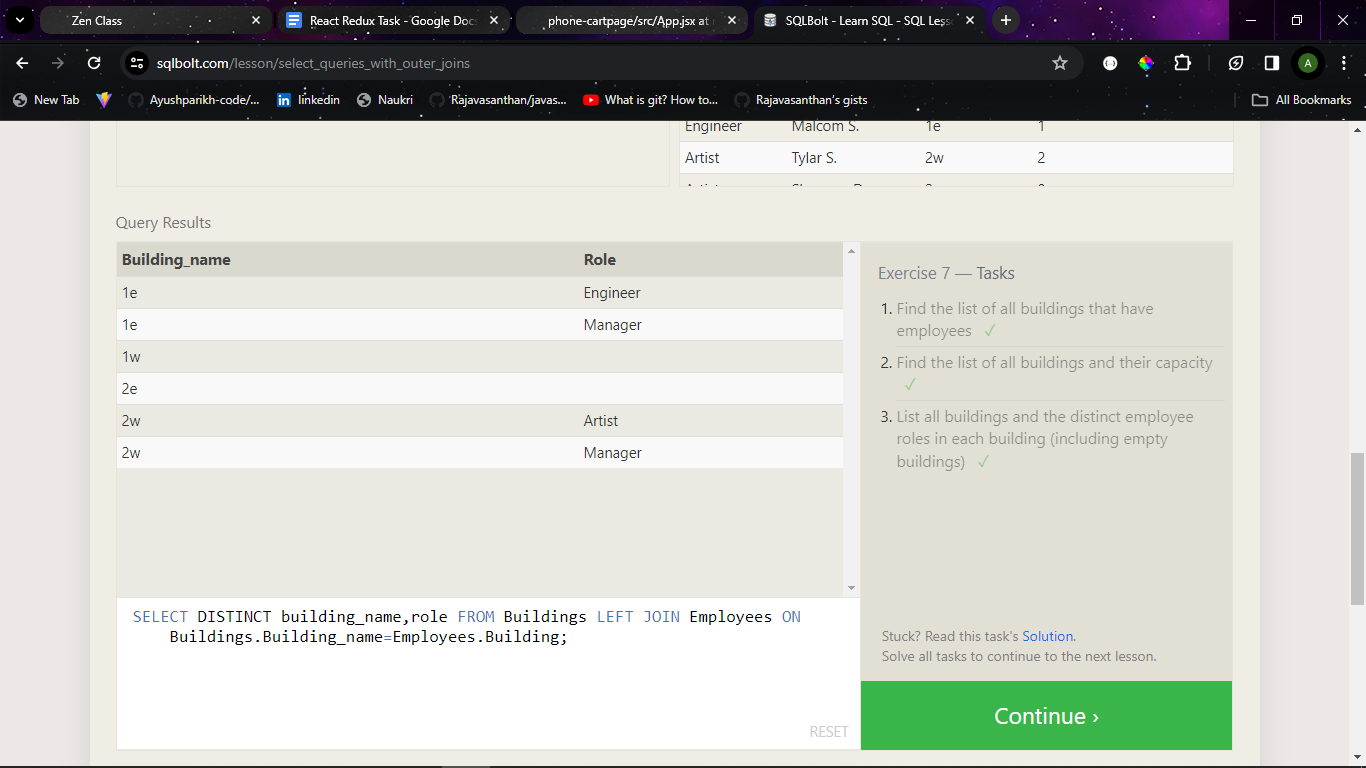 Zen Class
React Redux Task - Google Docs
phone-cartpage/src/App.jsx at
SQLBolt - Learn SQL - SQL Less
sqlbolt.com/lesson/select_queries_with_outer_joins
A
New Tab
Ayushparikh-code/...
linkedin
Naukri
Rajavasanthan/javas...
What is git? How to...
Rajavasanthan's gists
All Bookmarks
Engineer Malcom S. 1e 1
Artist Tylar S. 2w 2
Query Results
Building_name Role
1e Engineer
1e Manager
1w
2e
2w Artist
2w Manager
Exercise 7 — Tasks
1. Find the list of all buildings that have
employees ✓
2. Find the list of all buildings and their capacity
✓
3. List all buildings and the distinct employee
roles in each building (including empty
buildings) ✓
SELECT DISTINCT building_name,role FROM Buildings LEFT JOIN Employees ON
Buildings.Building_name=Employees.Building;
RESET
Stuck? Read this task's Solution.
Solve all tasks to continue to the next lesson.
Continue ›